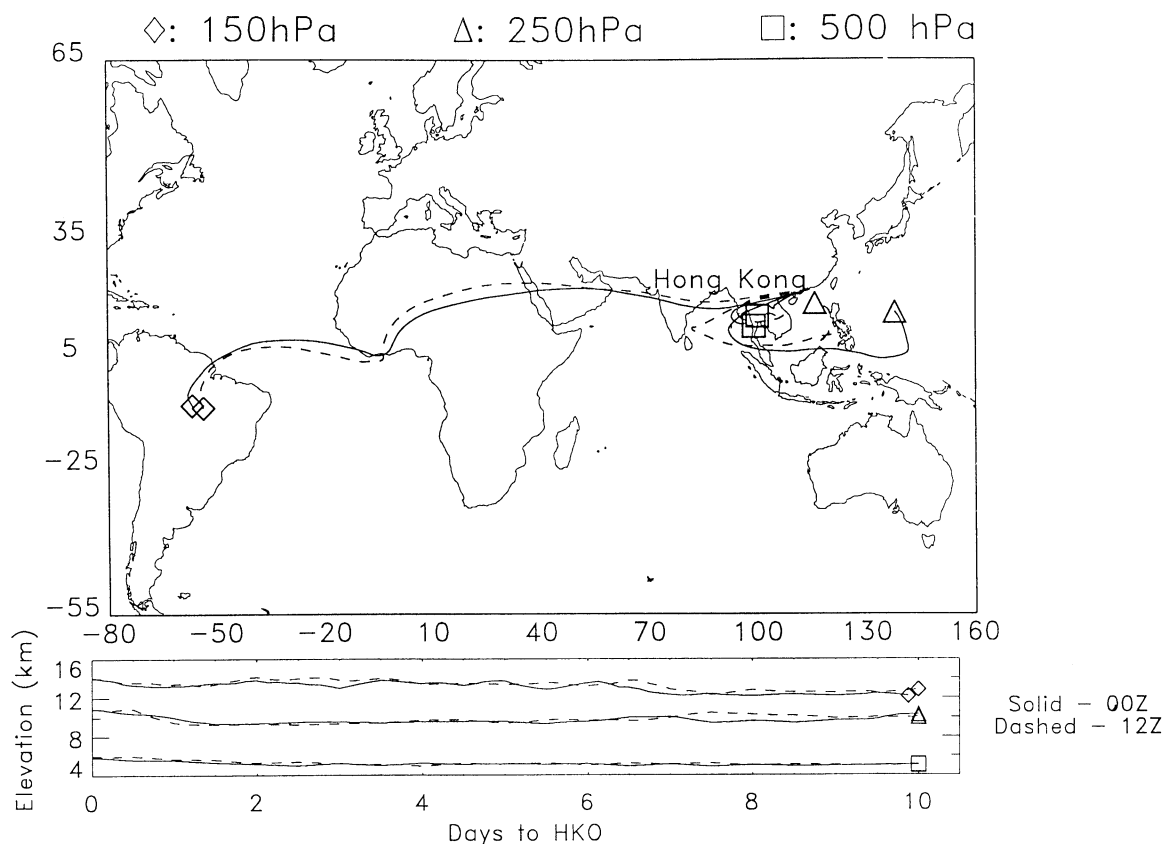 ◇: 150hPa △: 250hPa □: 500 hPa
65
35
5
-25
-55
Hong Kong
-80 -50 -20 10 40 70 100 130 160
Elevation (km)
16
12
8
4
0 2 4 6 8 10
Days to HKO
Solid - 00Z
Dashed - 12Z